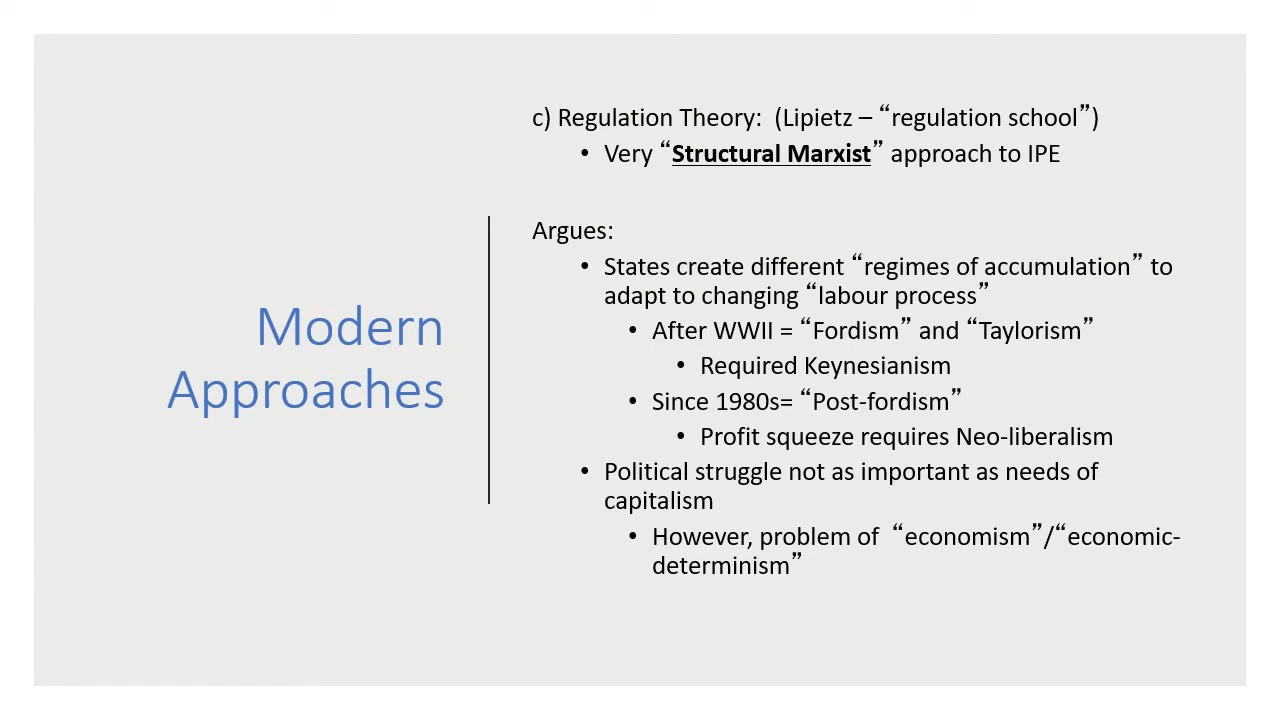 Modern
Approaches
c) Regulation Theory:  (Lipietz – “regulation school”)
• Very “Structural Marxist” approach to IPE
Argues:
• States create different “regimes of accumulation” to
adapt to changing “labour process”
• After WWII = “Fordism” and “Taylorism”
• Required Keynesianism
• Since 1980s= “Post-fordism”
• Profit squeeze requires Neo-liberalism
• Political struggle not as important as needs of
capitalism
• However, problem of  “economism”/“economic-
determinism”